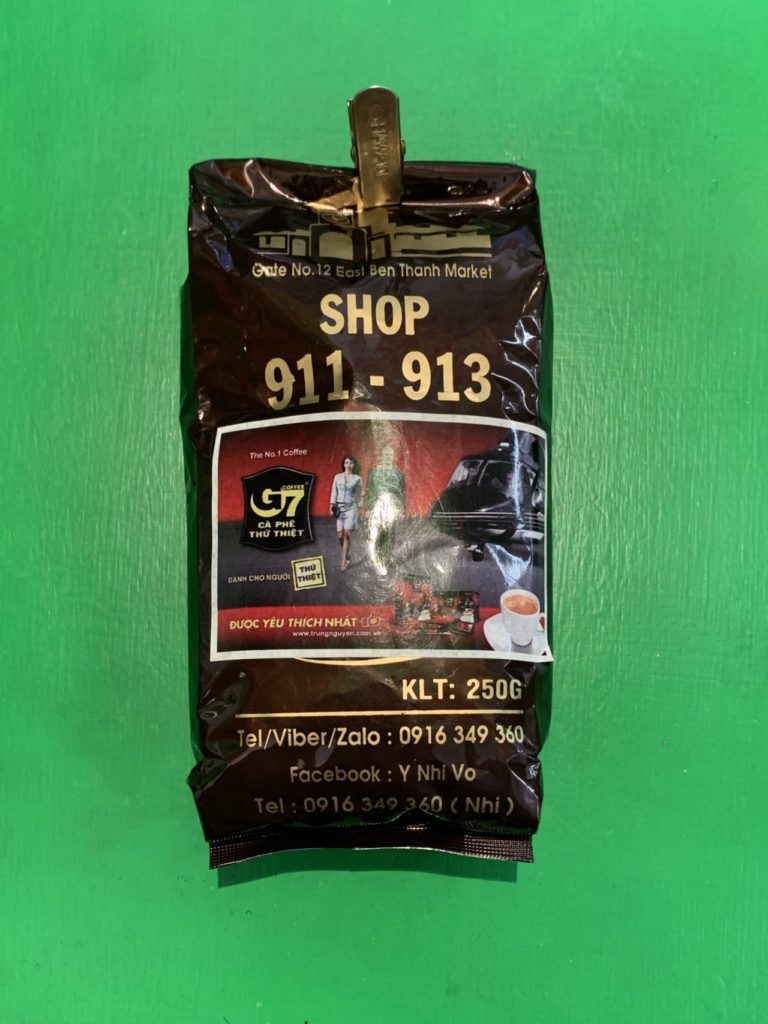 Gate No.12 East Ben Thanh Market
SHOP
911 - 913
The No.1 Coffee
G7
COFFEE
CÀ PHÊ
THỨ THIỆT
DÀNH CHO NGƯỜI
THỨ
THIỆT
ĐƯỢC YÊU THÍCH NHẤT
www.trungnguyen.com.vn
KLT: 250G
Tel/Viber/Zalo : 0916 349 360
Facebook : Y Nhi Vo
Tel : 0916 349 360 ( Nhi )